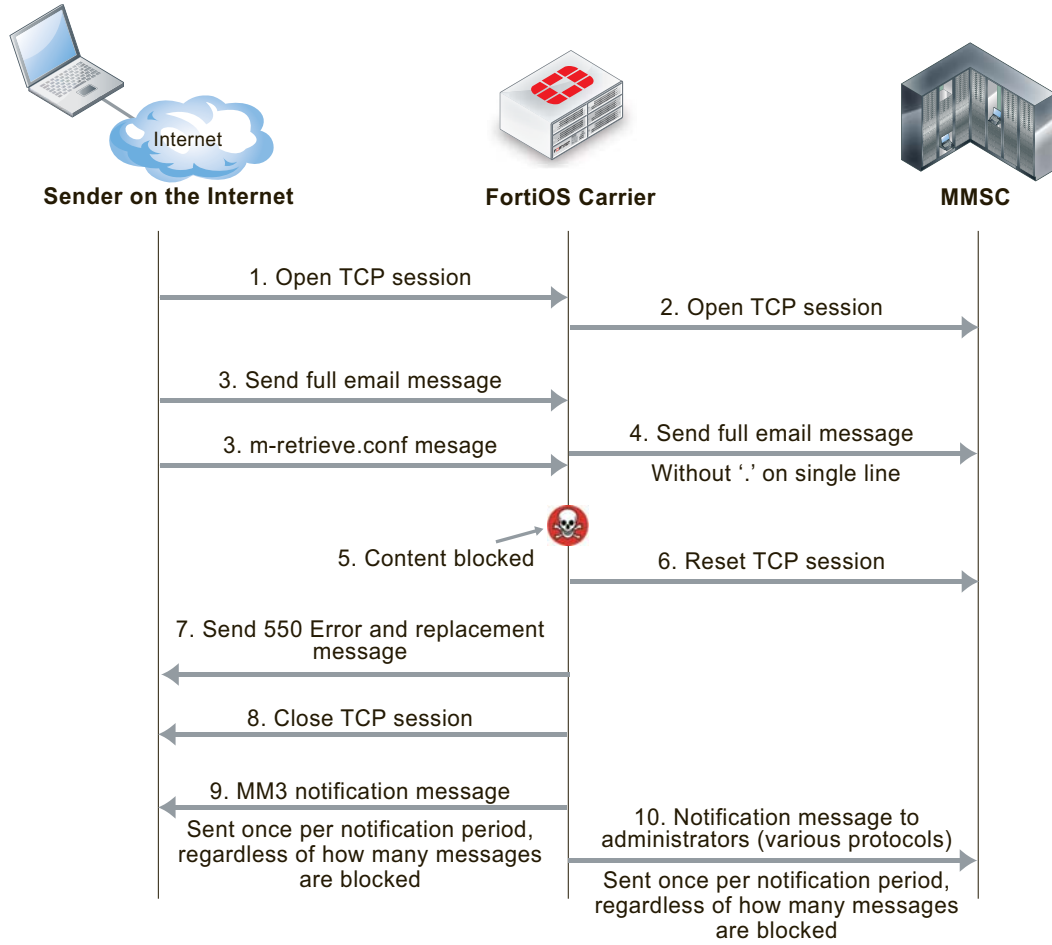 Internet
Sender on the Internet
FortiOS Carrier
MMSC
1. Open TCP session
2. Open TCP session
3. Send full email message
3. m-retrieve.conf mesage
4. Send full email message
Without ‘.’ on single line
5. Content blocked
6. Reset TCP session
7. Send 550 Error and replacement
message
8. Close TCP session
9. MM3 notification message
Sent once per notification period,
regardless of how many messages
are blocked
10. Notification message to
administrators (various protocols)
Sent once per notification period,
regardless of how many messages
are blocked